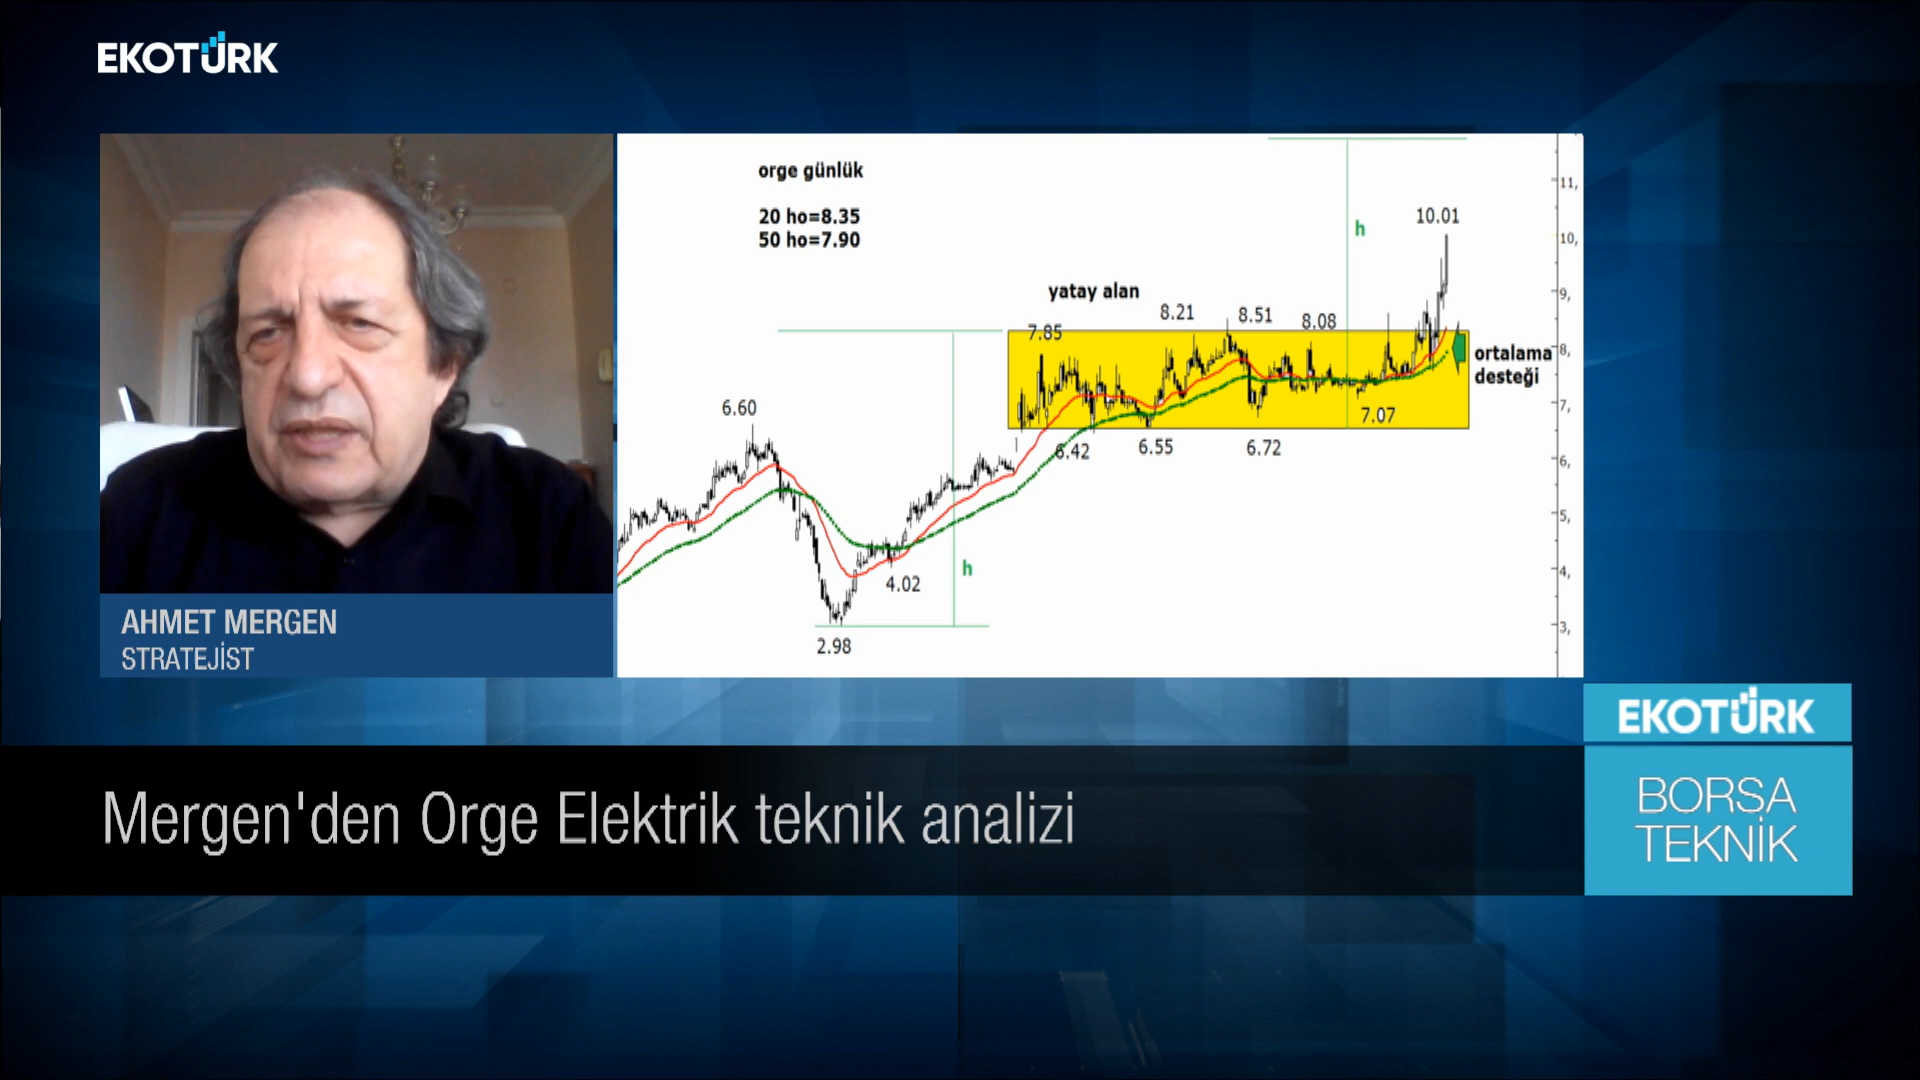 EKOTÜRK
orge günlük
20 ho=8.35
50 ho=7.90
yatay alan
10.01
h
7.85
8.21
8.51
8.08
ortalama
desteği
6.60
7.07
6.42
6.55
6.72
4.02
h
2.98
11,
10,
9,
8,
7,
6,
5,
4,
3,
AHMET MERGEN
STRATEJİST
EKOTÜRK
BORSA
TEKNİK
Mergen'den Orge Elektrik teknik analizi